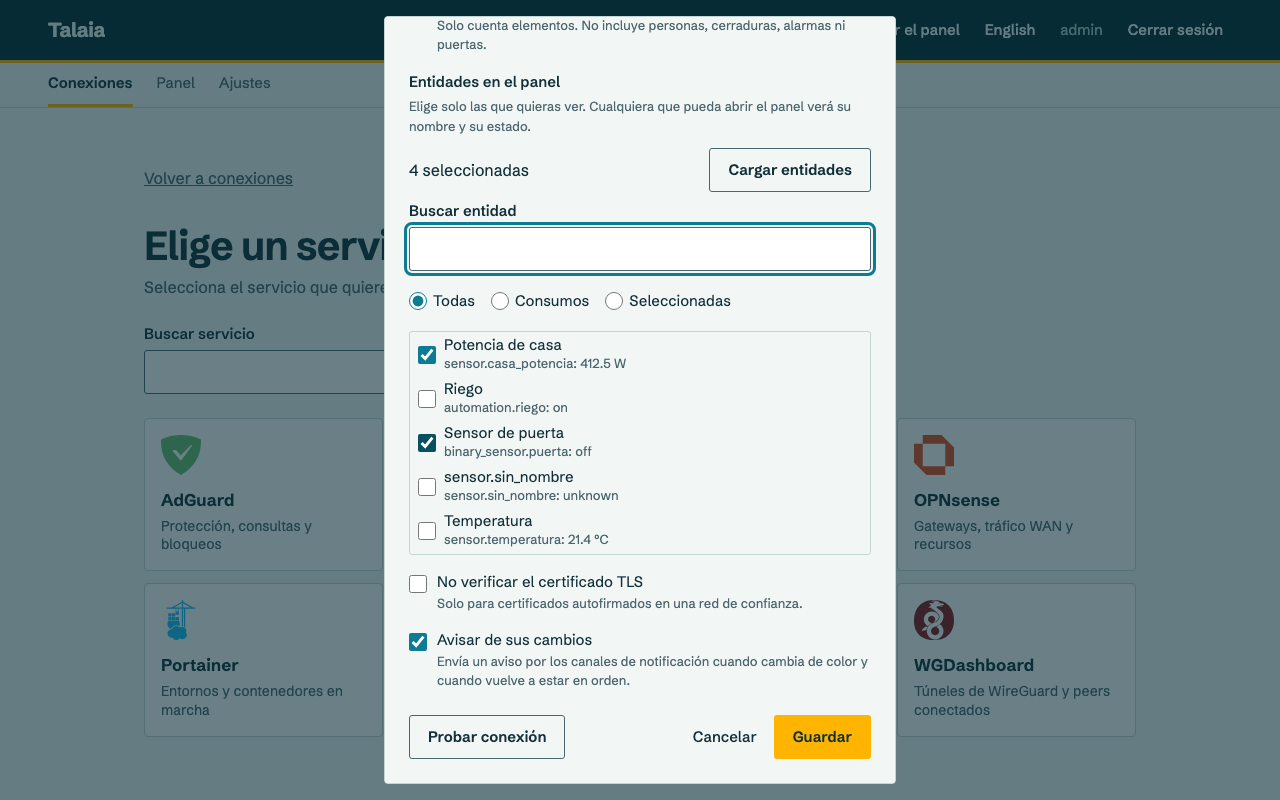 Talaia
r el panel
English
admin
Cerrar sesión
Conexiones
Panel
Ajustes
Volver a conexiones
Elige un servi
Selecciona el servicio que quiere
Buscar servicio
AdGuard
Protección, consultas y
bloqueos
OPNsense
Gateways, tráfico WAN y
recursos
Portainer
Entornos y contenedores en
marcha
WGDashboard
Túneles de WireGuard y peers
conectados
Solo cuenta elementos. No incluye personas, cerraduras, alarmas ni
puertas.
Entidades en el panel
Elige solo las que quieras ver. Cualquiera que pueda abrir el panel verá su
nombre y su estado.
4 seleccionadas
Cargar entidades
Buscar entidad
Todas
Consumos
Seleccionadas
Potencia de casa
sensor.casa_potencia: 412.5 W
Riego
automation.riego: on
Sensor de puerta
binary_sensor.puerta: off
sensor.sin_nombre
sensor.sin_nombre: unknown
Temperatura
sensor.temperatura: 21.4 °C
No verificar el certificado TLS
Solo para certificados autofirmados en una red de confianza.
Avisar de sus cambios
Envía un aviso por los canales de notificación cuando cambia de color y
cuando vuelve a estar en orden.
Probar conexión
Cancelar
Guardar